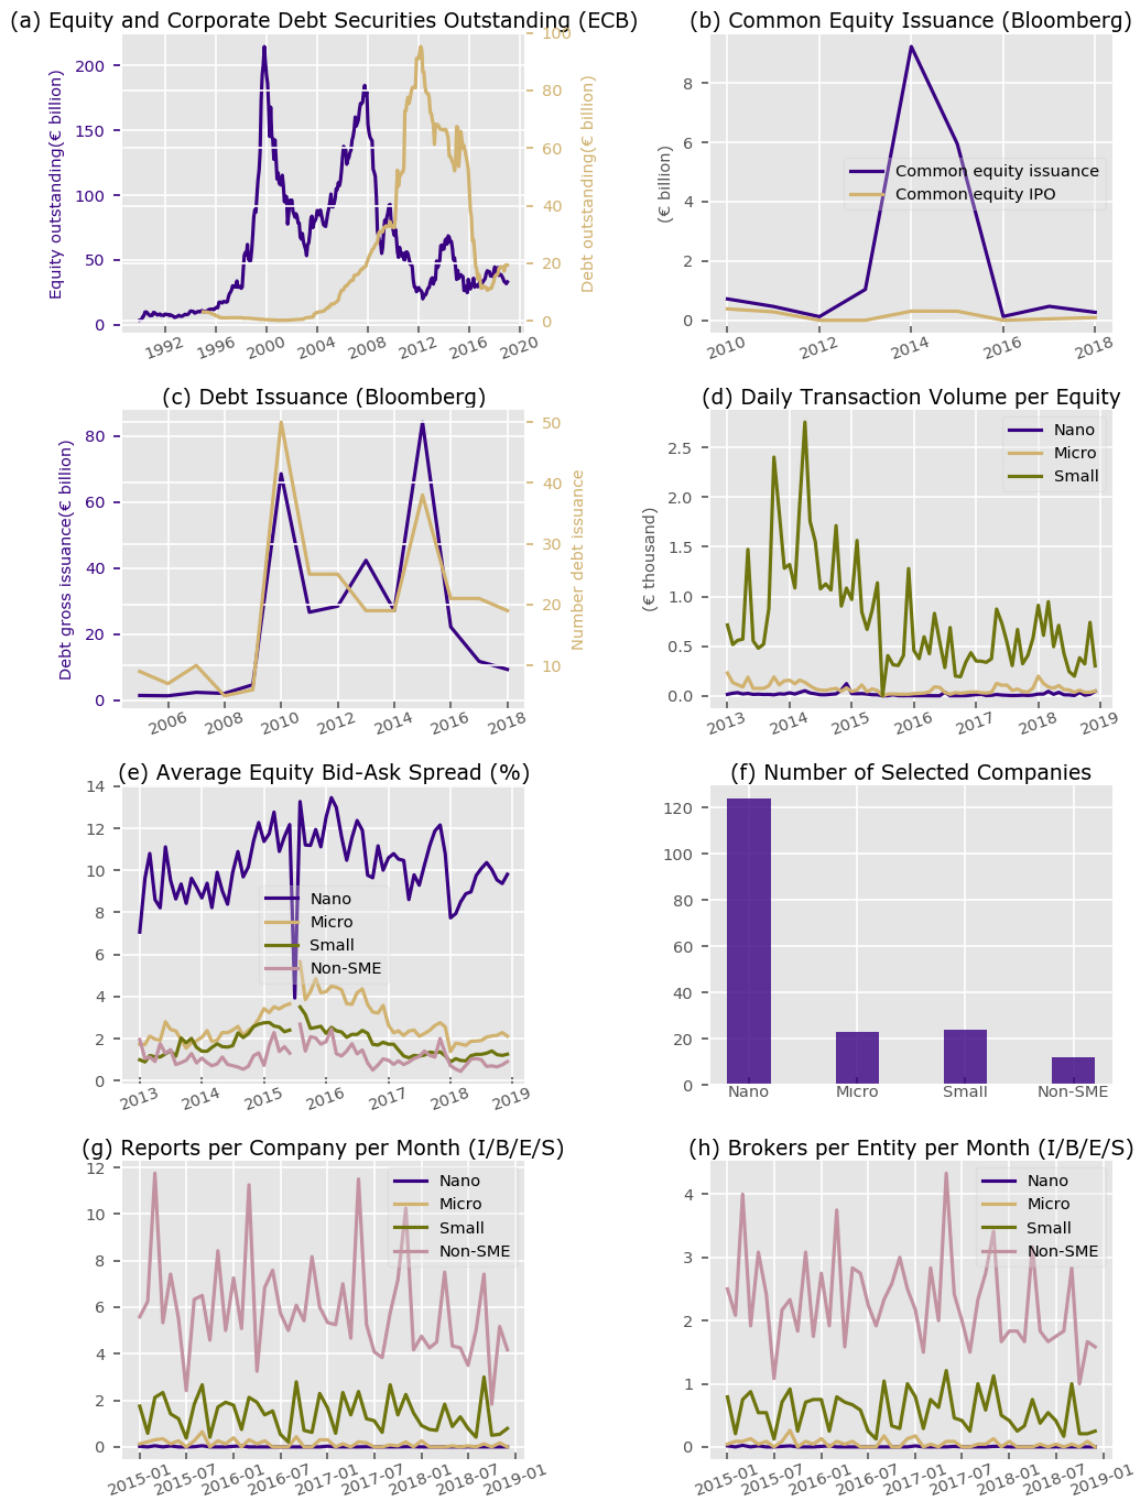 (a) Equity and Corporate Debt Securities Outstanding (ECB)
Equity outstanding(€ billion)
200
150
100
50
0
100
80
60
40
20
0
Debt outstanding(€ billion)
1992 1996 2000 2004 2008 2012 2016 2020
(b) Common Equity Issuance (Bloomberg)
(€ billion)
8
6
4
2
0
Common equity issuance
Common equity IPO
2010 2012 2014 2016 2018
(c) Debt Issuance (Bloomberg)
Debt gross issuance(€ billion)
80
60
40
20
0
50
40
30
20
10
Number debt issuance
2006 2008 2010 2012 2014 2016 2018
(d) Daily Transaction Volume per Equity
(€ thousand)
2.5
2.0
1.5
1.0
0.5
0.0
Nano
Micro
Small
2013 2014 2015 2016 2017 2018 2019
(e) Average Equity Bid-Ask Spread (%)
14
12
10
8
6
4
2
0
Nano
Micro
Small
Non-SME
2013 2014 2015 2016 2017 2018 2019
(f) Number of Selected Companies
120
100
80
60
40
20
0
Nano Micro Small Non-SME
(g) Reports per Company per Month (I/B/E/S)
12
10
8
6
4
2
0
Nano
Micro
Small
Non-SME
2015-01 2015-07 2016-01 2016-07 2017-01 2017-07 2018-01 2018-07 2019-01
(h) Brokers per Entity per Month (I/B/E/S)
4
3
2
1
0
Nano
Micro
Small
Non-SME
2015-01 2015-07 2016-01 2016-07 2017-01 2017-07 2018-01 2018-07 2019-01